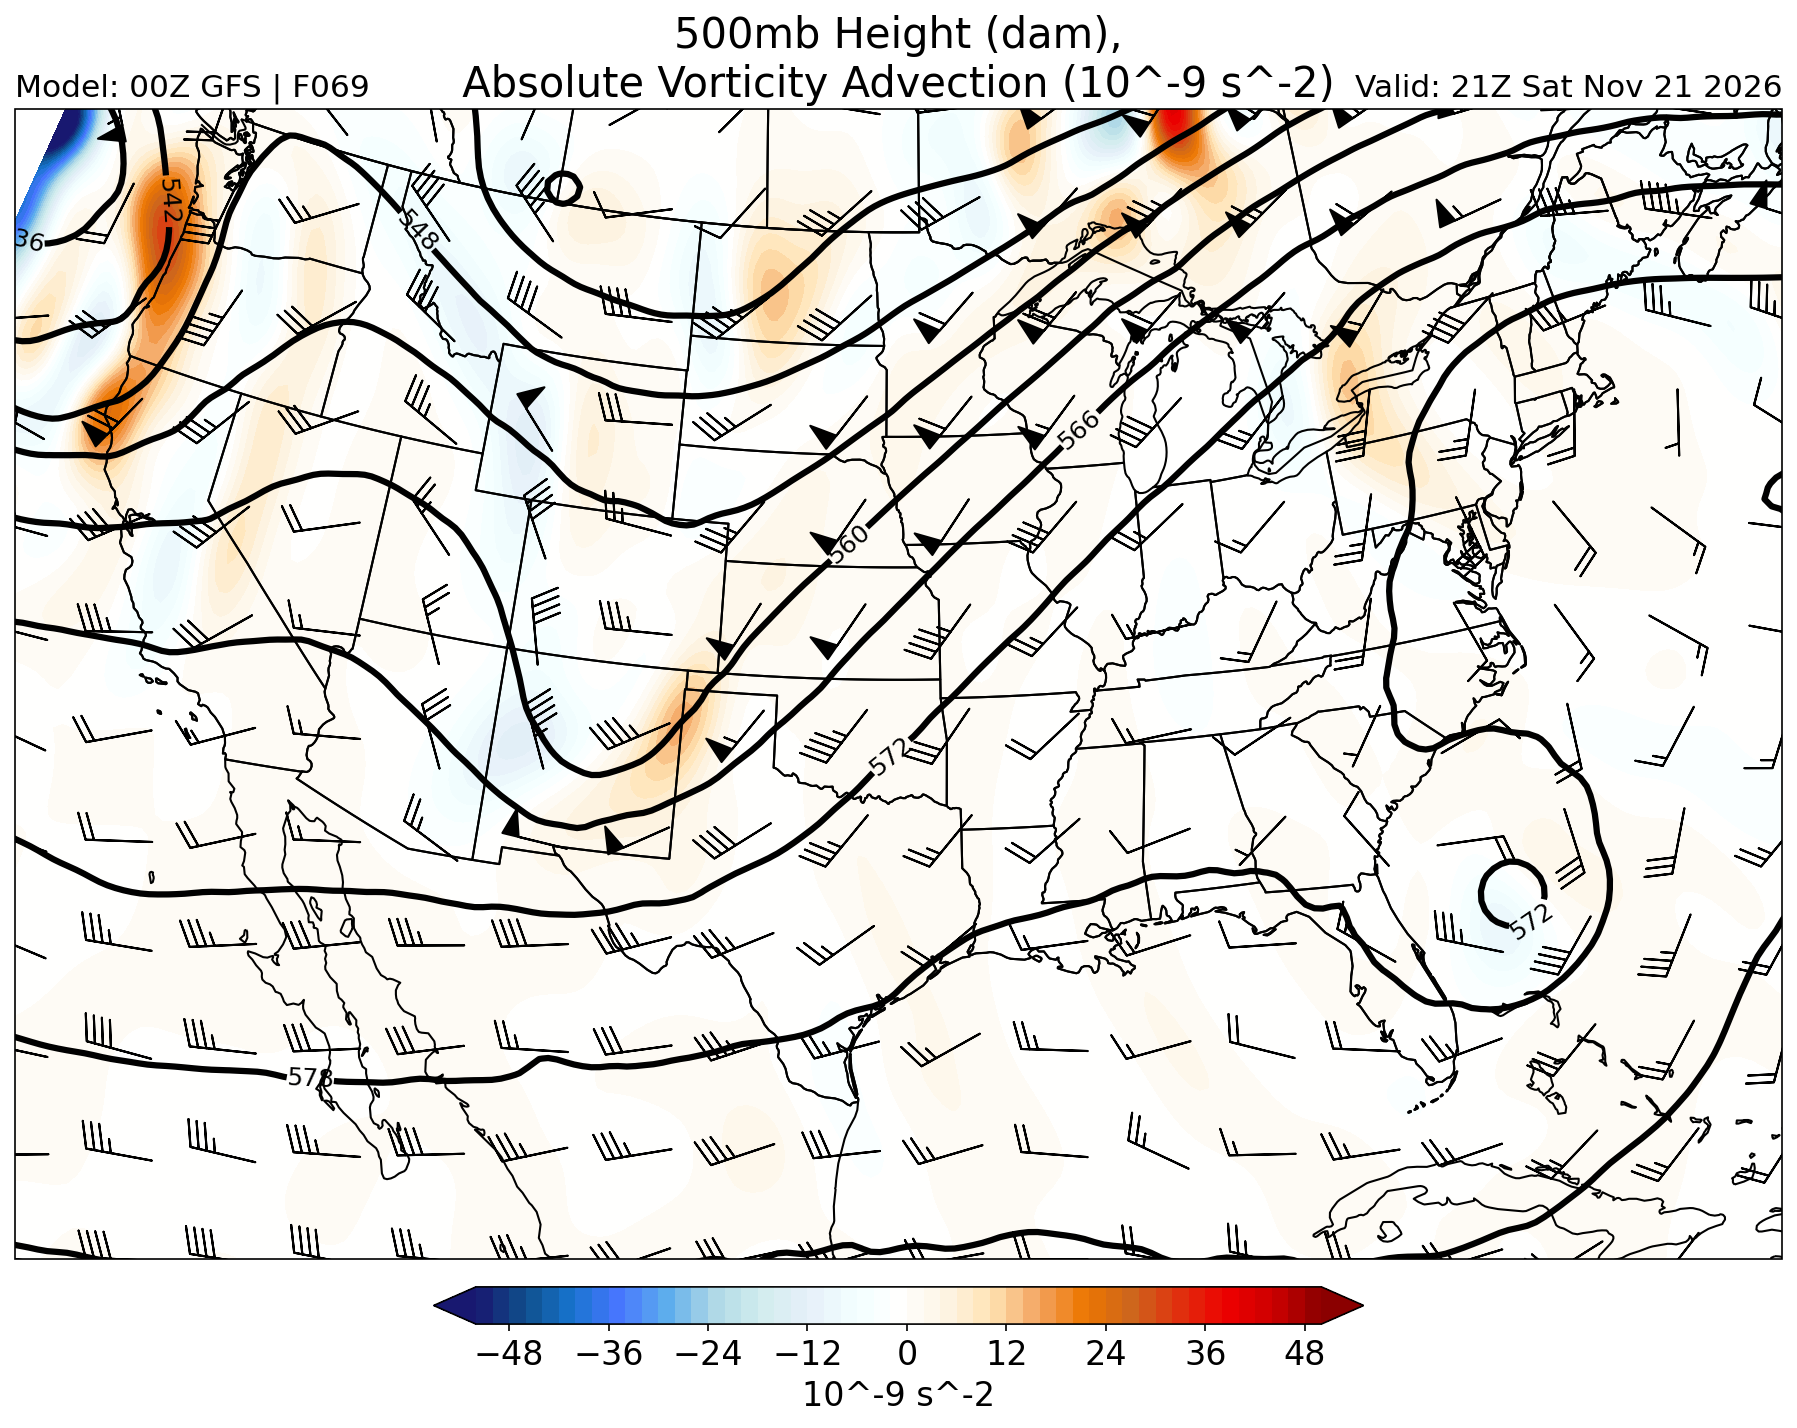 500mb Height (dam),
Model: 00Z GFS | F069
Absolute Vorticity Advection (10^-9 s^-2)
Valid: 21Z Sat Nov 21 2026
542
36
548
566
560
572
572
578
−48 −36 −24 −12 0 12 24 36 48
10^-9 s^-2